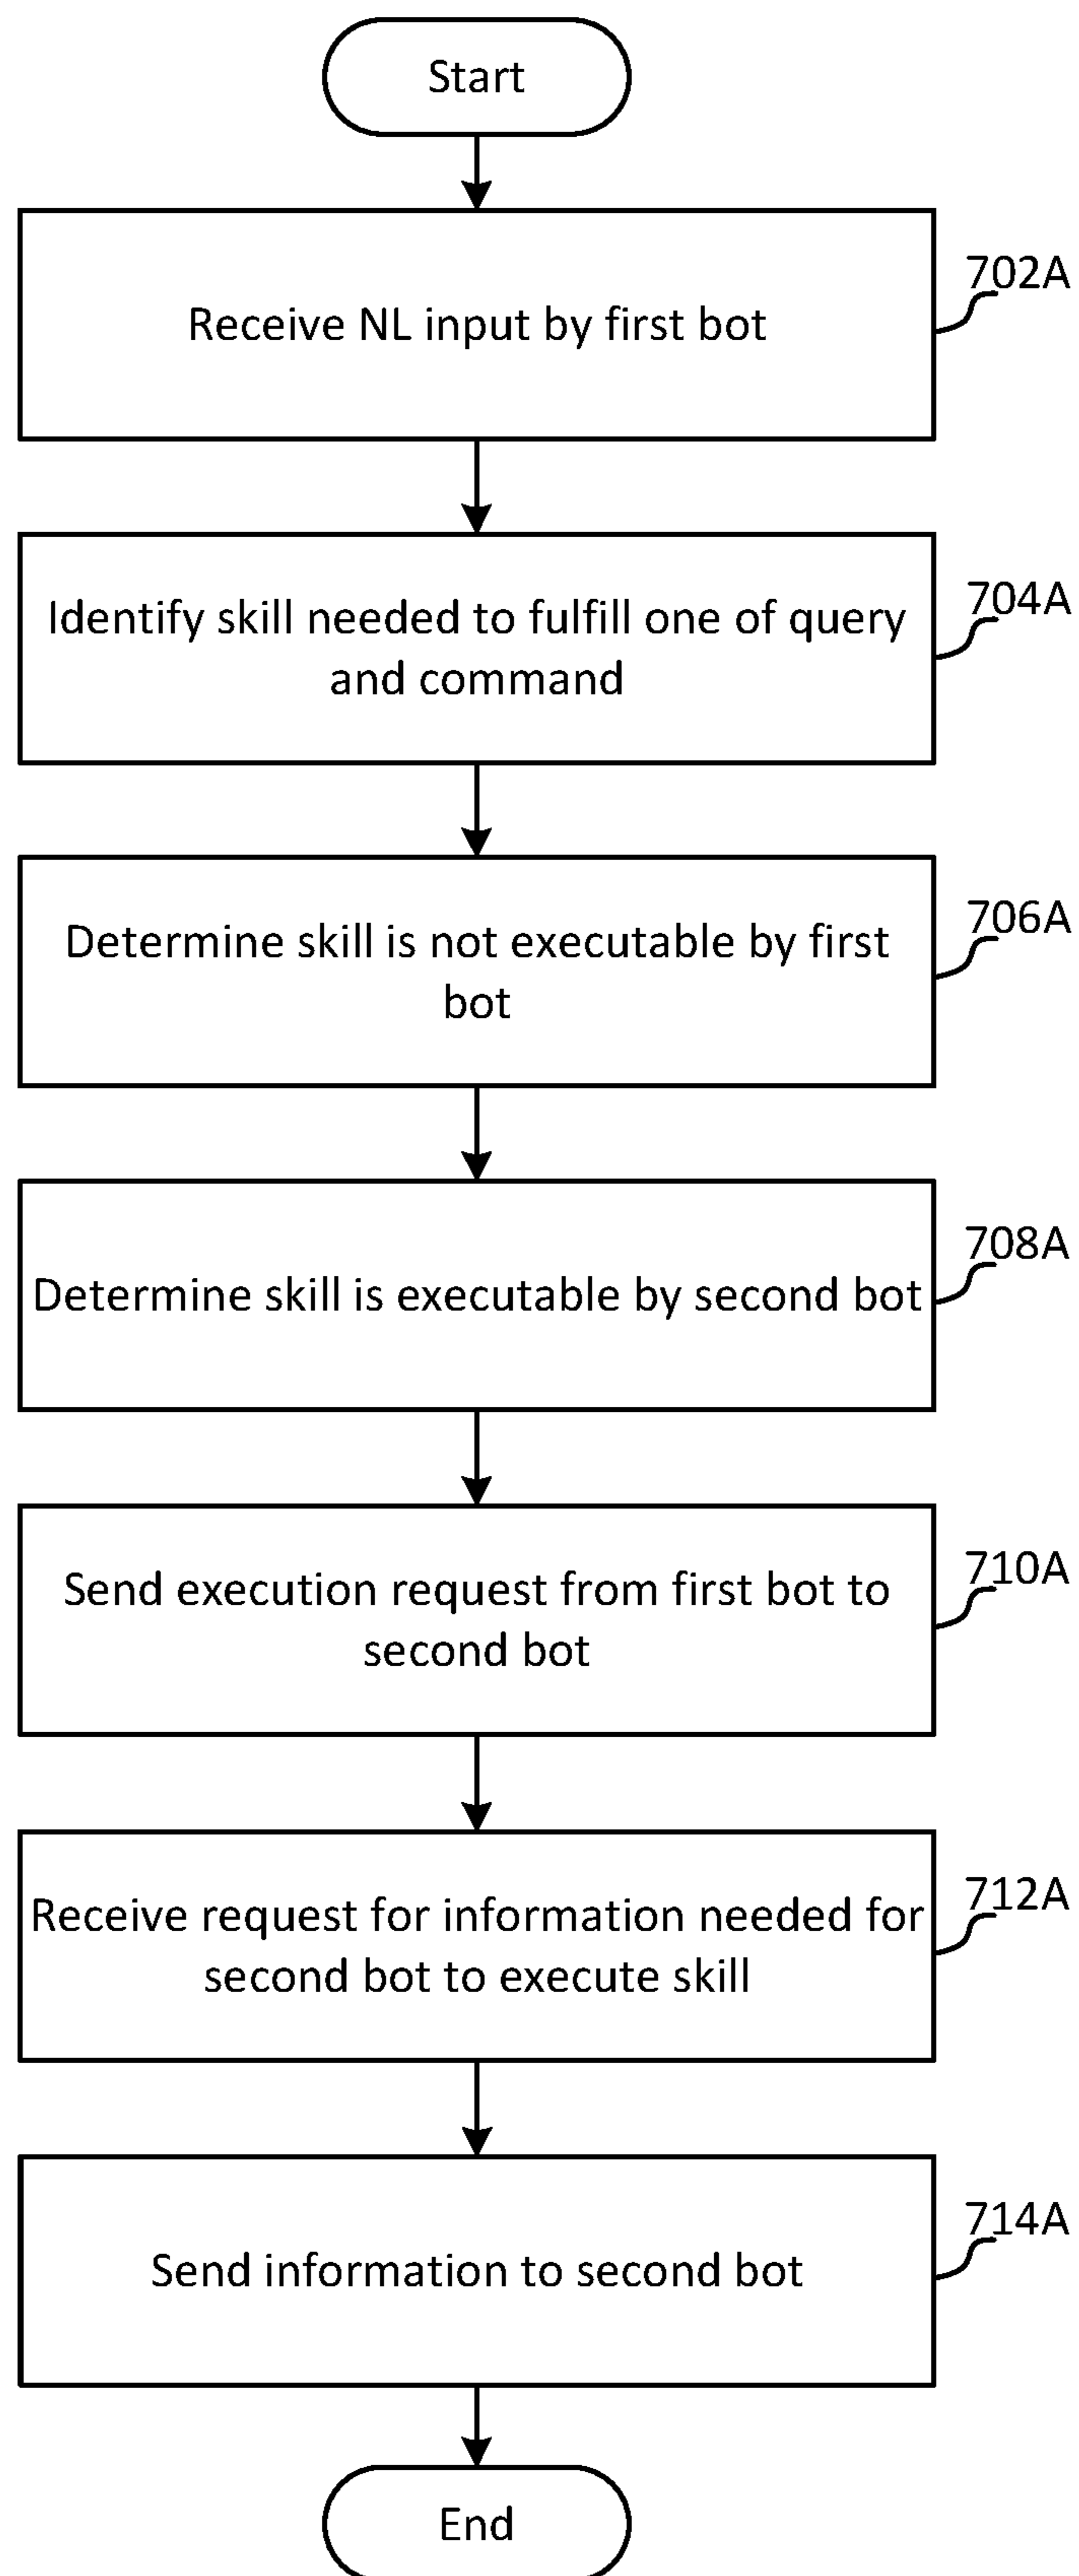 Start
702A
Receive NL input by first bot
704A
Identify skill needed to fulfill one of query
and command
706A
Determine skill is not executable by first
bot
708A
Determine skill is executable by second bot
710A
Send execution request from first bot to
second bot
712A
Receive request for information needed for
second bot to execute skill
714A
Send information to second bot
End